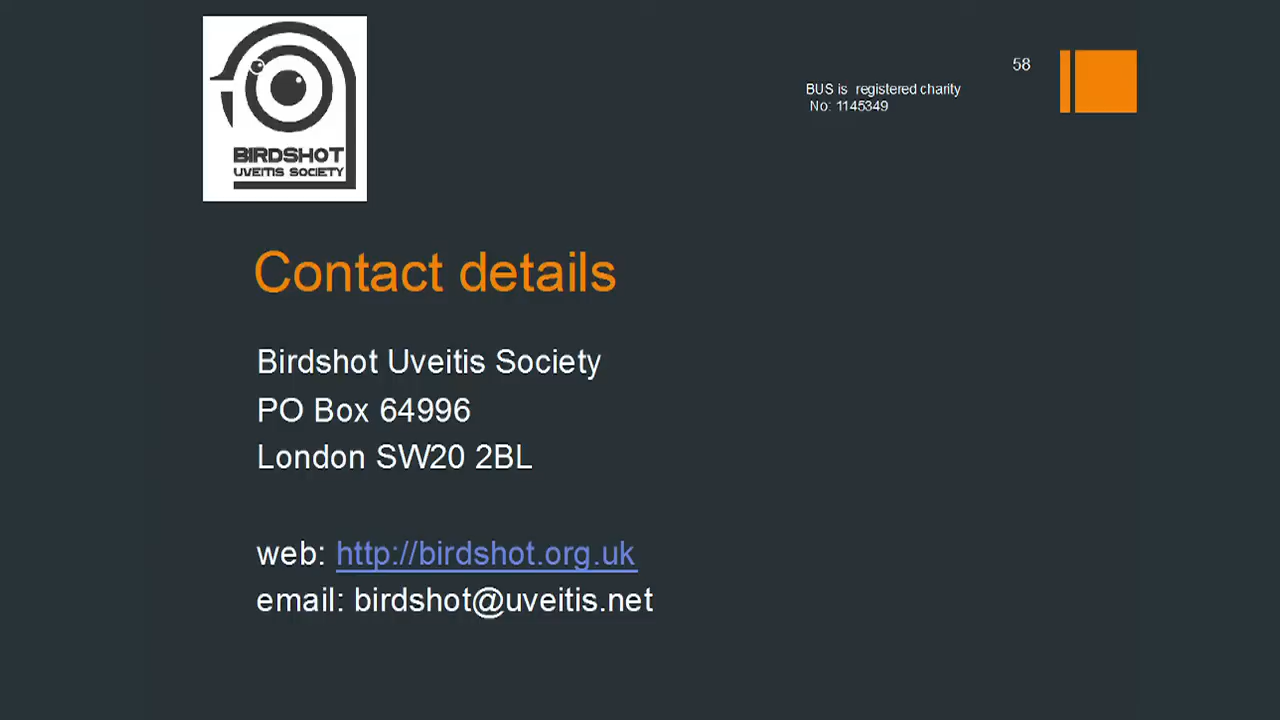 BIRDSHOT
UVEITIS SOCIETY
58
BUS is registered charity
No: 1145349
Contact details
Birdshot Uveitis Society
PO Box 64996
London SW20 2BL
web: http://birdshot.org.uk
email: birdshot@uveitis.net